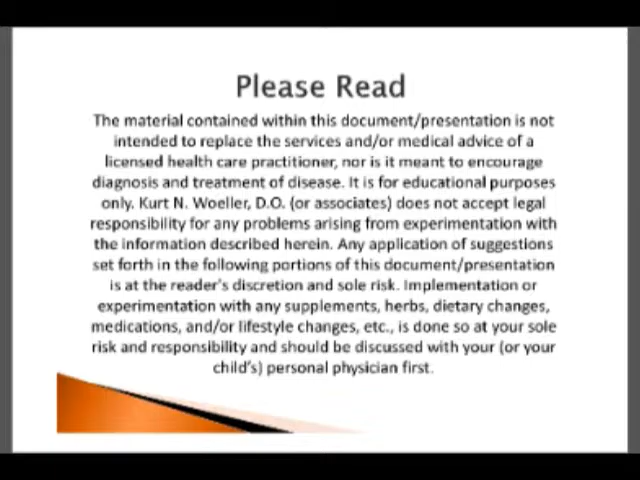 Please Read
The material contained within this document/presentation is not
intended to replace the services and/or medical advice of a
licensed health care practitioner, nor is it meant to encourage
diagnosis and treatment of disease. It is for educational purposes
only. Kurt N. Woeller, D.O. (or associates) does not accept legal
responsibility for any problems arising from experimentation with
the information described herein. Any application of suggestions
set forth in the following portions of this document/presentation
is at the reader's discretion and sole risk. Implementation or
experimentation with any supplements, herbs, dietary changes,
medications, and/or lifestyle changes, etc., is done so at your sole
risk and responsibility and should be discussed with your (or your
child's) personal physician first.